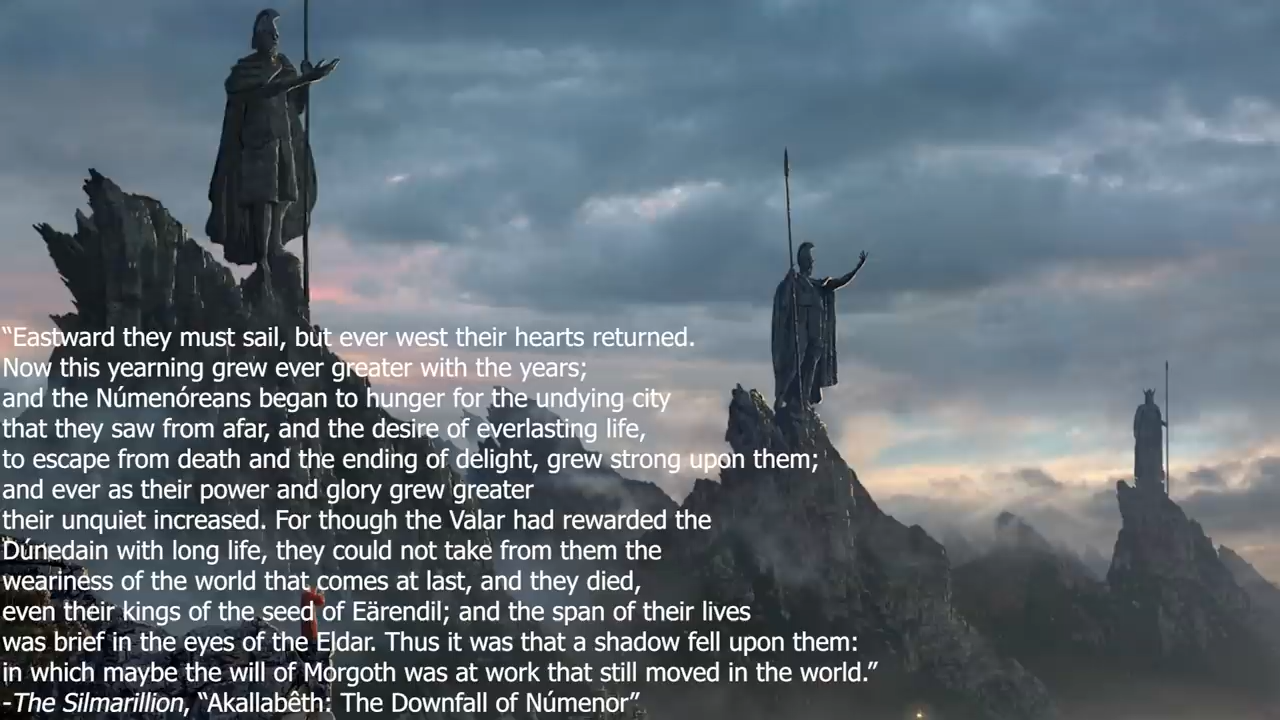 “Eastward they must sail, but ever west their hearts returned.
Now this yearning grew ever greater with the years;
and the Númenóreans began to hunger for the undying city
that they saw from afar, and the desire of everlasting life,
to escape from death and the ending of delight, grew strong upon them;
and ever as their power and glory grew greater
their unquiet increased. For though the Valar had rewarded the
Dúnedain with long life, they could not take from them the
weariness of the world that comes at last, and they died,
even their kings of the seed of Eärendil; and the span of their lives
was brief in the eyes of the Eldar. Thus it was that a shadow fell upon them:
in which maybe the will of Morgoth was at work that still moved in the world.”
-The Silmarillion, “Akallabêth: The Downfall of Númenor”